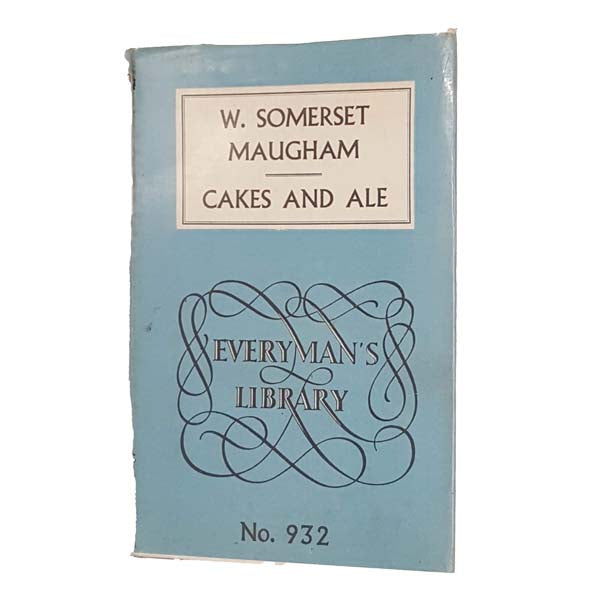 W. SOMERSET
MAUGHAM
CAKES AND ALE
EVERYMAN'S
LIBRARY
No. 932